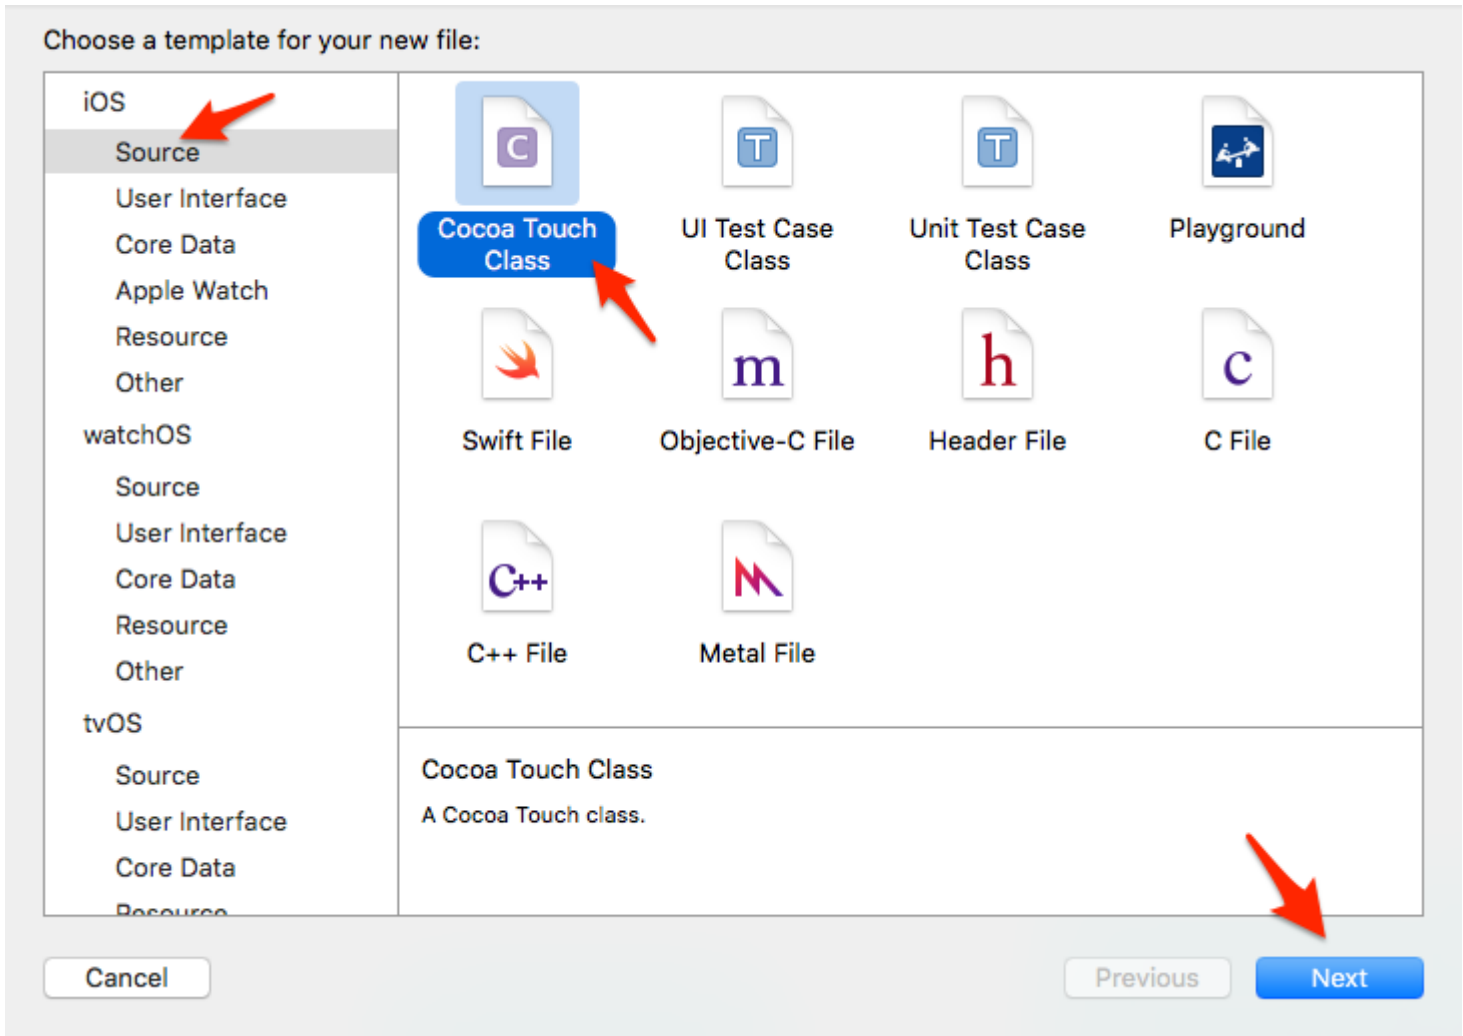 Choose a template for your new file:
iOS
Source
User Interface
Core Data
Apple Watch
Resource
Other
watchOS
Source
User Interface
Core Data
Resource
Other
tvOS
Source
User Interface
Core Data
Resource
C
Cocoa Touch
Class
T
UI Test Case
Class
T
Unit Test Case
Class
Playground
Swift File
m
Objective-C File
h
Header File
c
C File
C++
C++ File
Metal File
Cocoa Touch Class
A Cocoa Touch class.
Cancel
Previous
Next